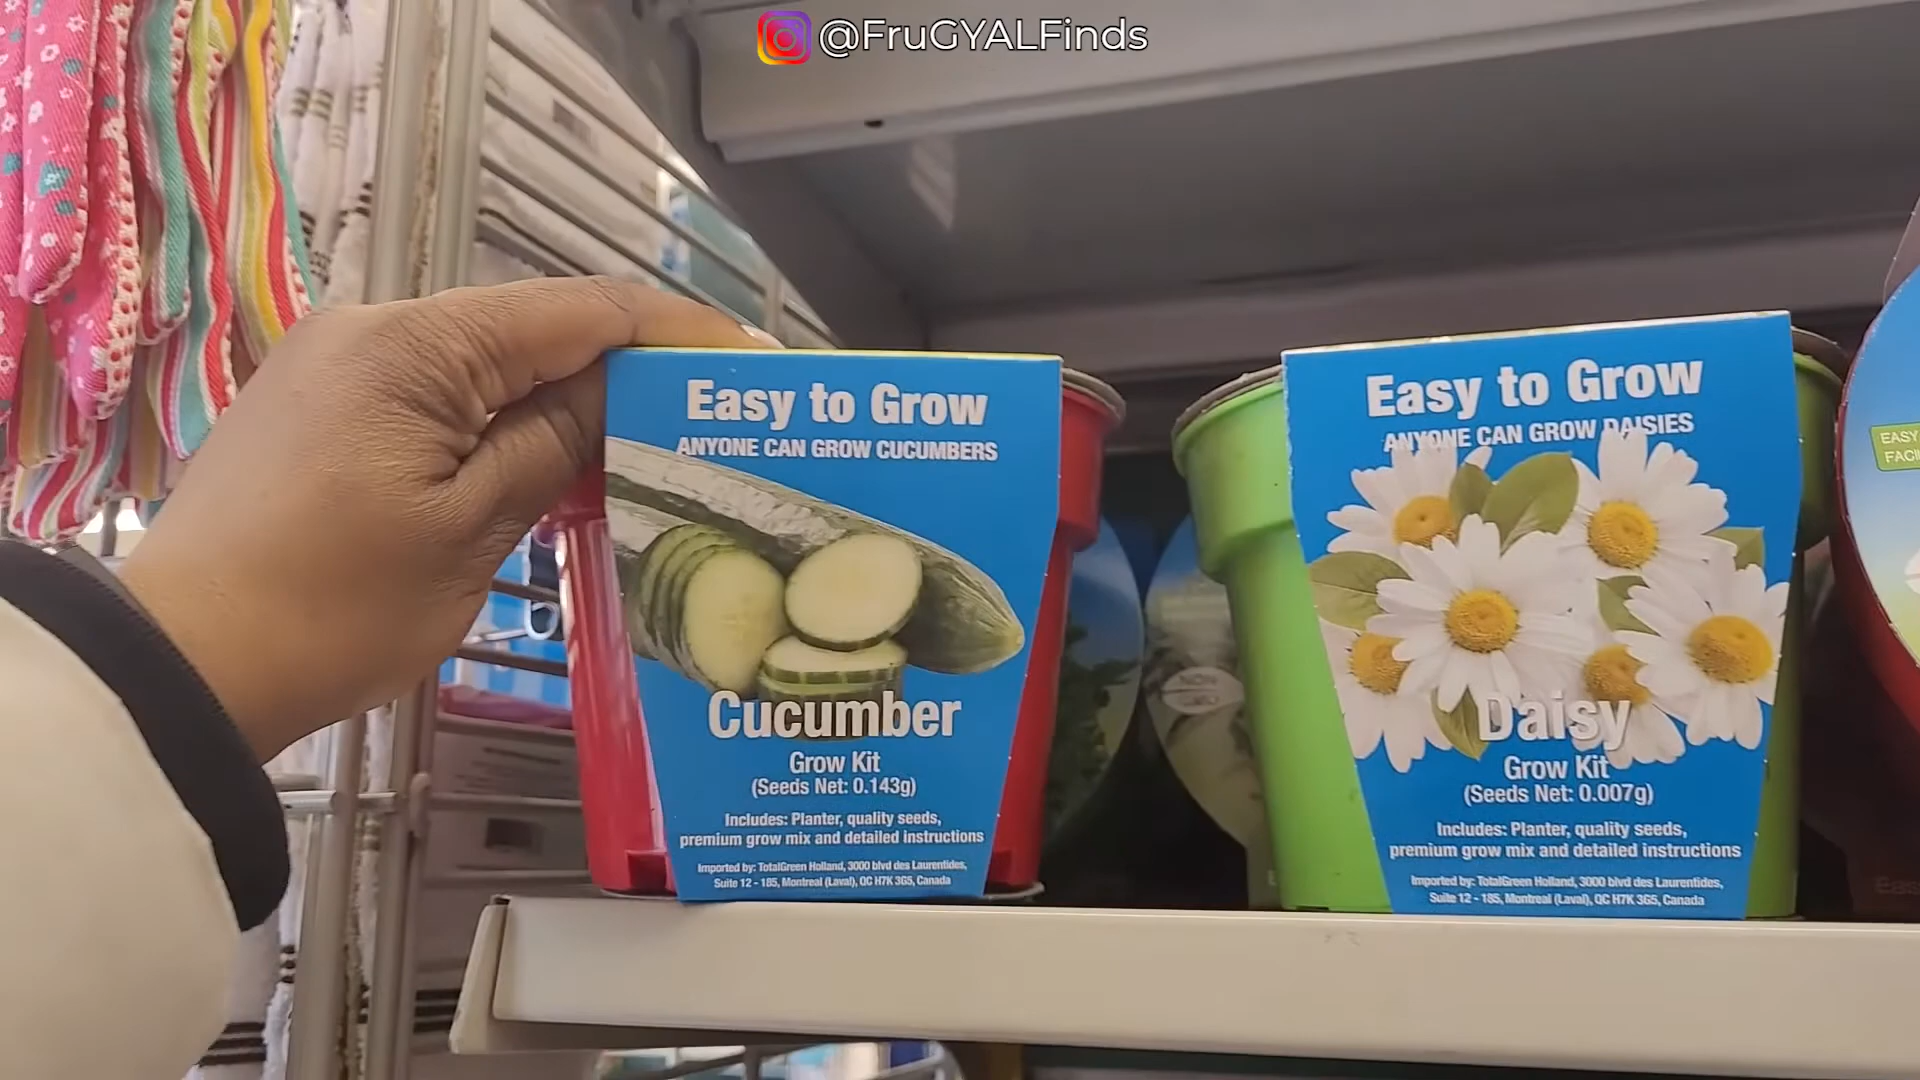 @FruGYALFinds
Easy to Grow
ANYONE CAN GROW CUCUMBERS
Cucumber
Grow Kit
(Seeds Net: 0.143g)
Includes: Planter, quality seeds,
premium grow mix and detailed instructions
Imported by: TotalGreen Holland, 3000 blvd des Laurentides,
Suite 12 - 185, Montreal (Laval), QC H7K 3G5, Canada
NON
GMO
Easy to Grow
ANYONE CAN GROW DAISIES
Daisy
Grow Kit
(Seeds Net: 0.007g)
Includes: Planter, quality seeds,
premium grow mix and detailed instructions
Imported by: TotalGreen Holland, 3000 blvd des Laurentides,
Suite 12 - 185, Montreal (Laval), QC H7K 3G5, Canada
EASY